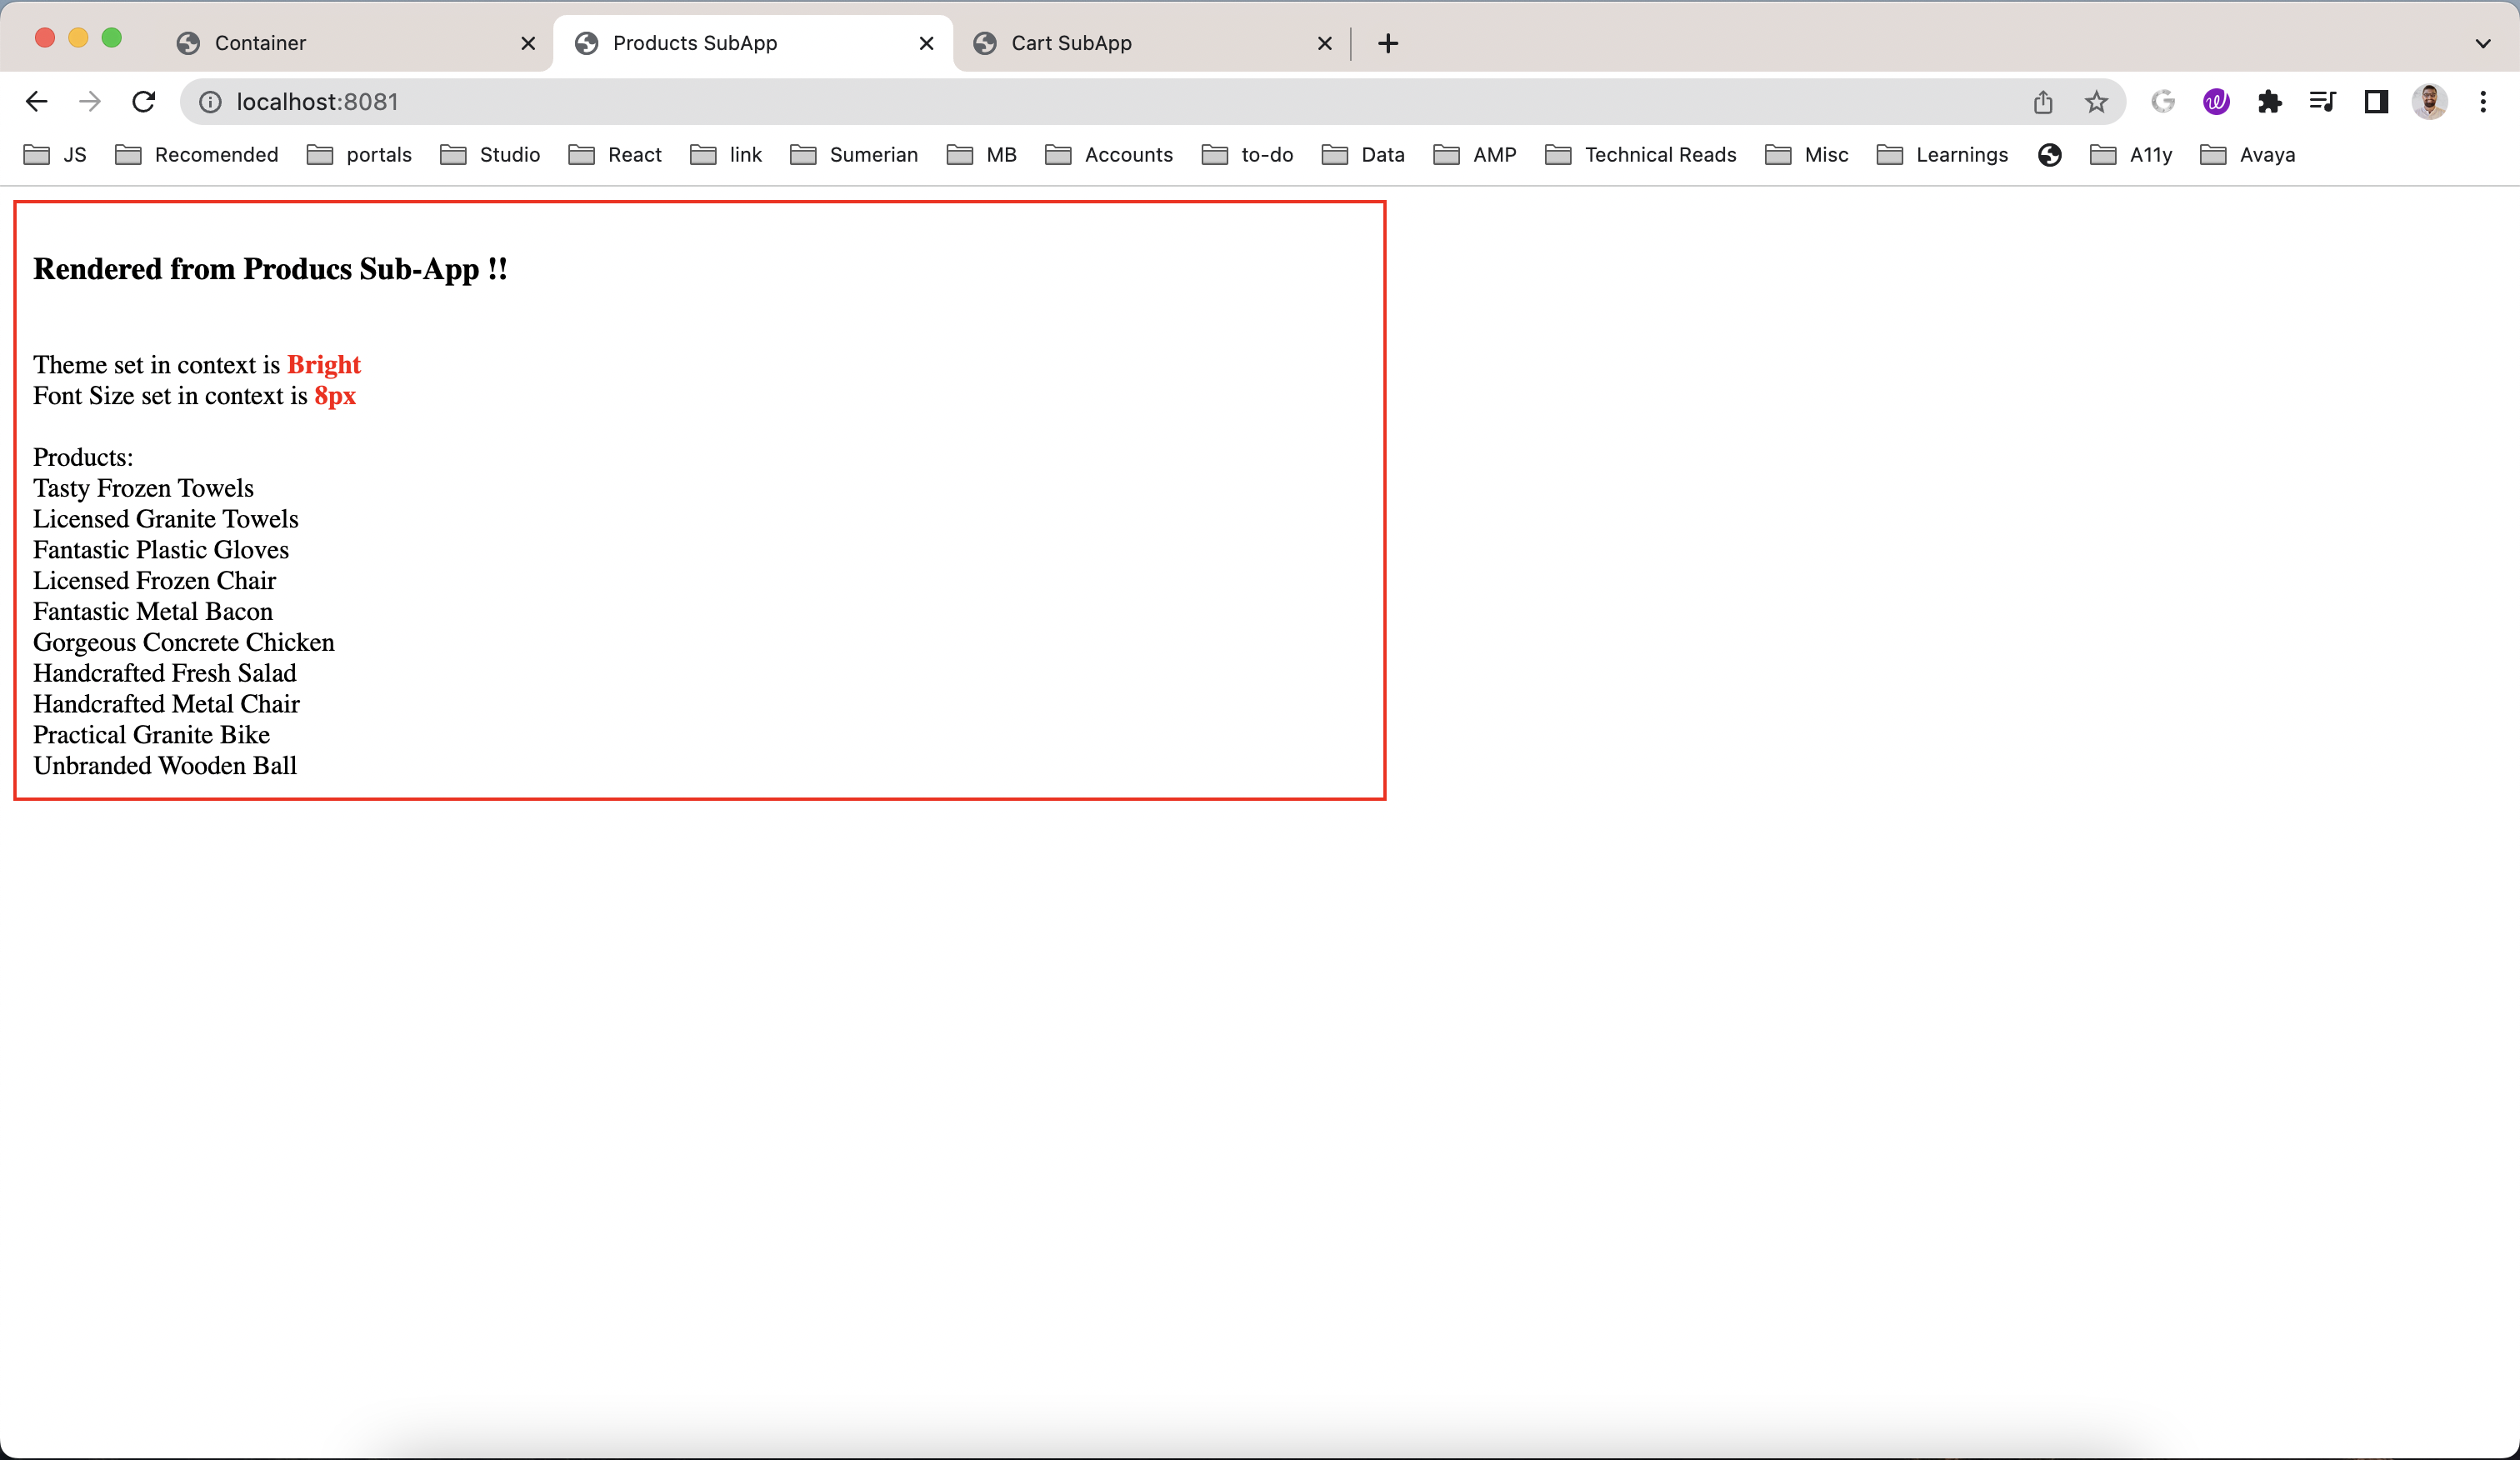 Container
Products SubApp
Cart SubApp
localhost:8081
JS Recomended portals Studio React link Sumerian MB Accounts to-do Data AMP Technical Reads Misc Learnings A11y Avaya
Rendered from Producs Sub-App !!
Theme set in context is Bright
Font Size set in context is 8px
Products:
Tasty Frozen Towels
Licensed Granite Towels
Fantastic Plastic Gloves
Licensed Frozen Chair
Fantastic Metal Bacon
Gorgeous Concrete Chicken
Handcrafted Fresh Salad
Handcrafted Metal Chair
Practical Granite Bike
Unbranded Wooden Ball